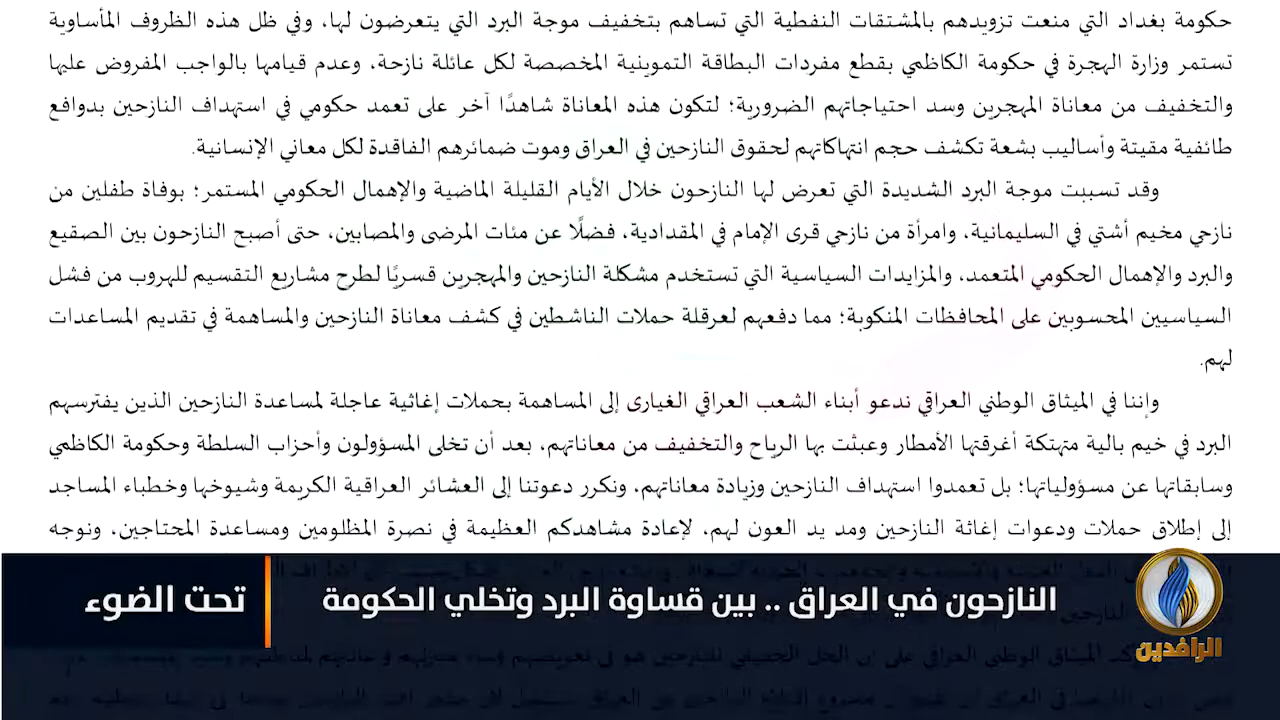 حكومة بغداد التي منعت تزويدهم بالمشتقات النفطية التي تساهم بتخفيف موجة البرد التي يتعرضون لها، وفي ظل هذه الظروف المأساوية
تستمر وزارة الهجرة في حكومة الكاظمي بقطع مفردات البطاقة التموينية المخصصة لكل عائلة نازحة، وعدم قيامها بالواجب المفروض عليها
والتخفيف من معاناة المهجرين وسد احتياجاتهم الضرورية؛ لتكون هذه المعاناة شاهدًا آخر على تعمد حكومي في استهداف النازحين بدوافع
طائفية مقيتة وأساليب بشعة تكشف حجم انتهاكاتهم لحقوق النازحين في العراق وموت ضمائرهم الفاقدة لكل معاني الإنسانية.
وقد تسببت موجة البرد الشديدة التي تعرض لها النازحون خلال الأيام القليلة الماضية والإهمال الحكومي المستمر؛ بوفاة طفلين من
نازحي مخيم أشتي في السليمانية، وامرأة من نازحي قرى الإمام في المقدادية، فضلًا عن مئات المرضى والمصابين، حتى أصبح النازحون بين الصقيع
والبرد والإهمال الحكومي المتعمد، والمزايدات السياسية التي تستخدم مشكلة النازحين والمهجرين قسريًا لطرح مشاريع التقسيم للهروب من فشل
السياسيين المحسوبين على المحافظات المنكوبة؛ مما دفعهم لعرقلة حملات الناشطين في كشف معاناة النازحين والمساهمة في تقديم المساعدات
لهم.
وإننا في الميثاق الوطني العراقي ندعو أبناء الشعب العراقي الغيارى إلى المساهمة بحملات إغاثية عاجلة لمساعدة النازحين الذين يفترسهم
البرد في خيم بالية متهتكة أغرقتها الأمطار وعبثت بها الرياح والتخفيف من معاناتهم، بعد أن تخلى المسؤولون وأحزاب السلطة وحكومة الكاظمي
وسابقاتها عن مسؤولياتها؛ بل تعمدوا استهداف النازحين وزيادة معاناتهم، ونكرر دعوتنا إلى العشائر العراقية الكريمة وشيوخها وخطباء المساجد
إلى إطلاق حملات ودعوات إغاثة النازحين ومد يد العون لهم، لإعادة مشاهدكم العظيمة في نصرة المظلومين ومساعدة المحتاجين، ونوجه
النازحون في العراق .. بين قساوة البرد وتخلي الحكومة
تحت الضوء
الرافدين